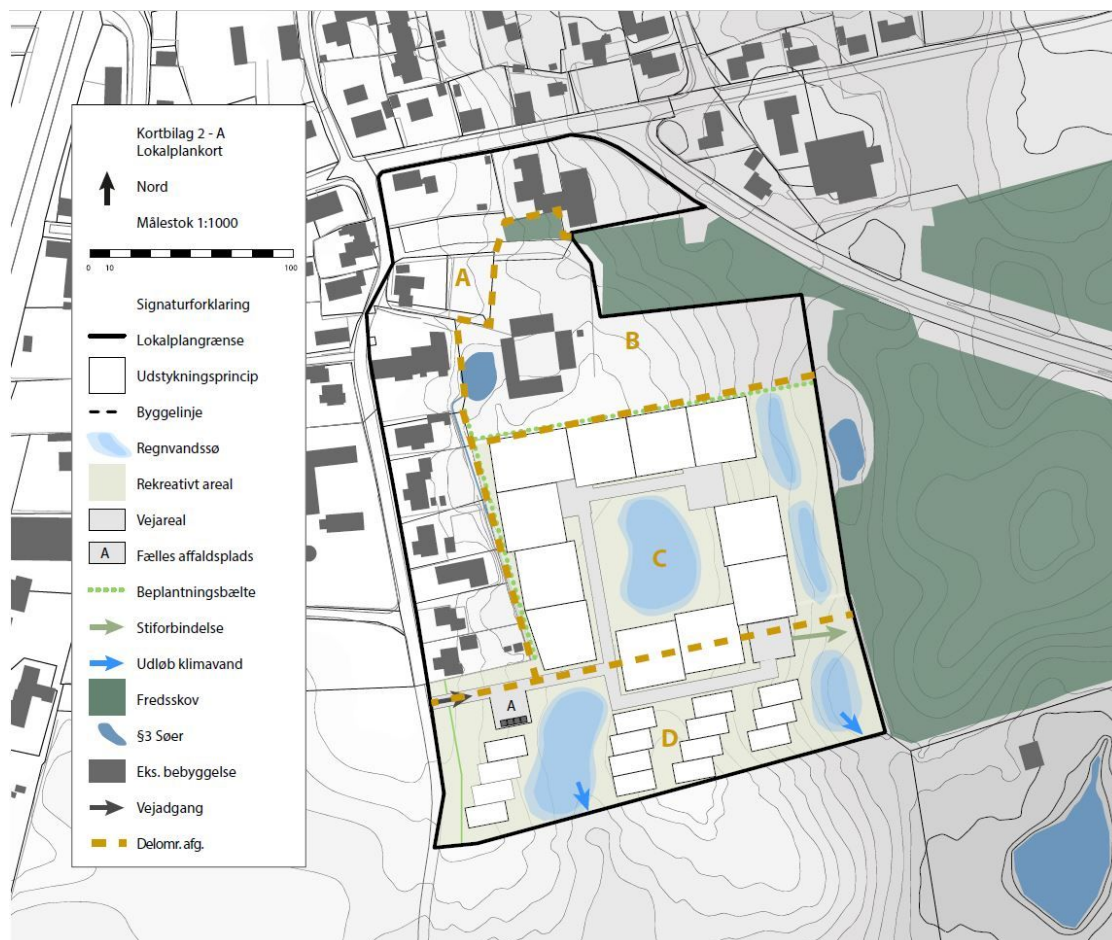 Kortbilag 2 - A
Lokalplankort
Nord
Målestok 1:1000
0 10 100
Signaturforklaring
Lokalplangrænse
Udstykningsprincip
Byggelinje
Regnvandssø
Rekreativt areal
Vejareal
A Fælles affaldsplads
Beplantningsbælte
Stiforbindelse
Udløb klimavand
Fredsskov
§3 Søer
Eks. bebyggelse
Vejadgang
Delomr. afg.
A
B
C
A
D